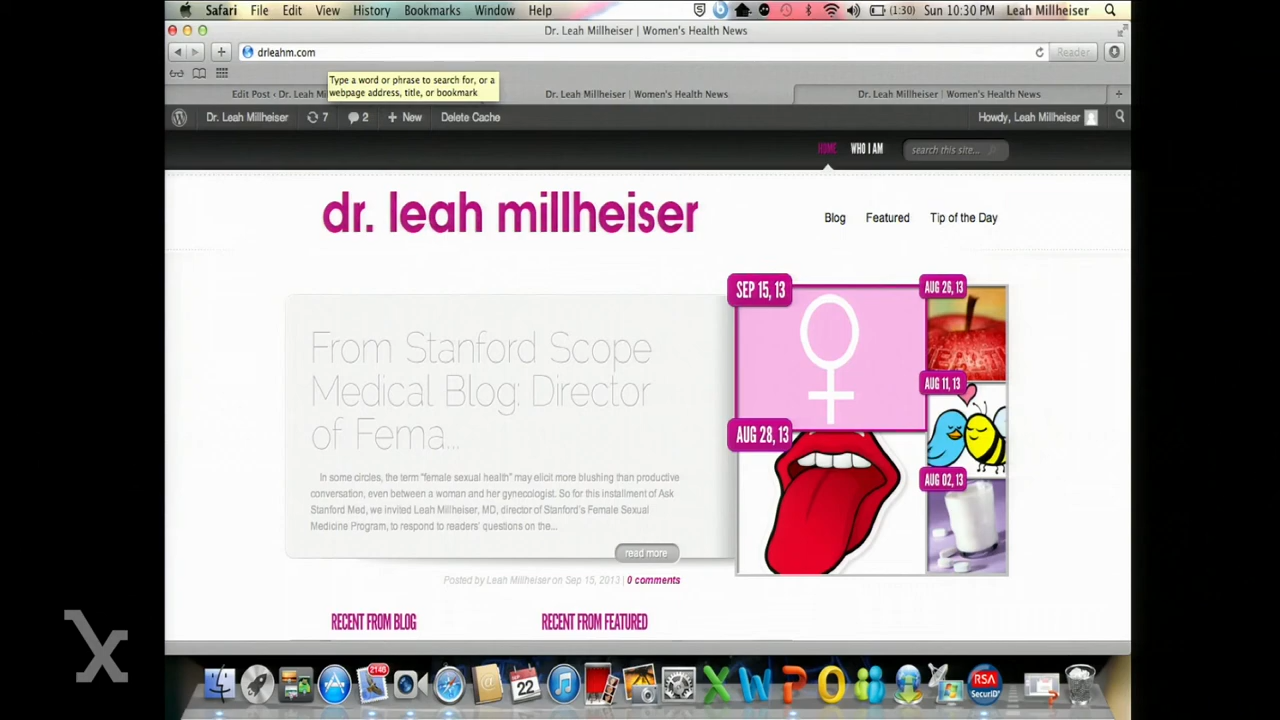 Safari File Edit View History Bookmarks Window Help (1:30) Sun 10:30 PM Leah Millheiser
Dr. Leah Millheiser | Women's Health News
drleahm.com Reader
Type a word or phrase to search for, or a
webpage address, title, or bookmark
Edit Post ‹ Dr. Leah Mil Dr. Leah Millheiser | Women's Health News Dr. Leah Millheiser | Women's Health News
Dr. Leah Millheiser 7 2 + New Delete Cache Howdy, Leah Millheiser
HOME WHO I AM search this site...
dr. leah millheiser
Blog Featured Tip of the Day
SEP 15, 13
AUG 26, 13
From Stanford Scope
Medical Blog: Director
of Fema...
AUG 11, 13
AUG 28, 13
In some circles, the term "female sexual health" may elicit more blushing than productive
conversation, even between a woman and her gynecologist. So for this installment of Ask
Stanford Med, we invited Leah Millheiser, MD, director of Stanford's Female Sexual
Medicine Program, to respond to readers' questions on the...
AUG 02, 13
read more
Posted by Leah Millheiser on Sep 15, 2013 | 0 comments
RECENT FROM BLOG RECENT FROM FEATURED
X
2146
22
X W P O
RSA
SecurID